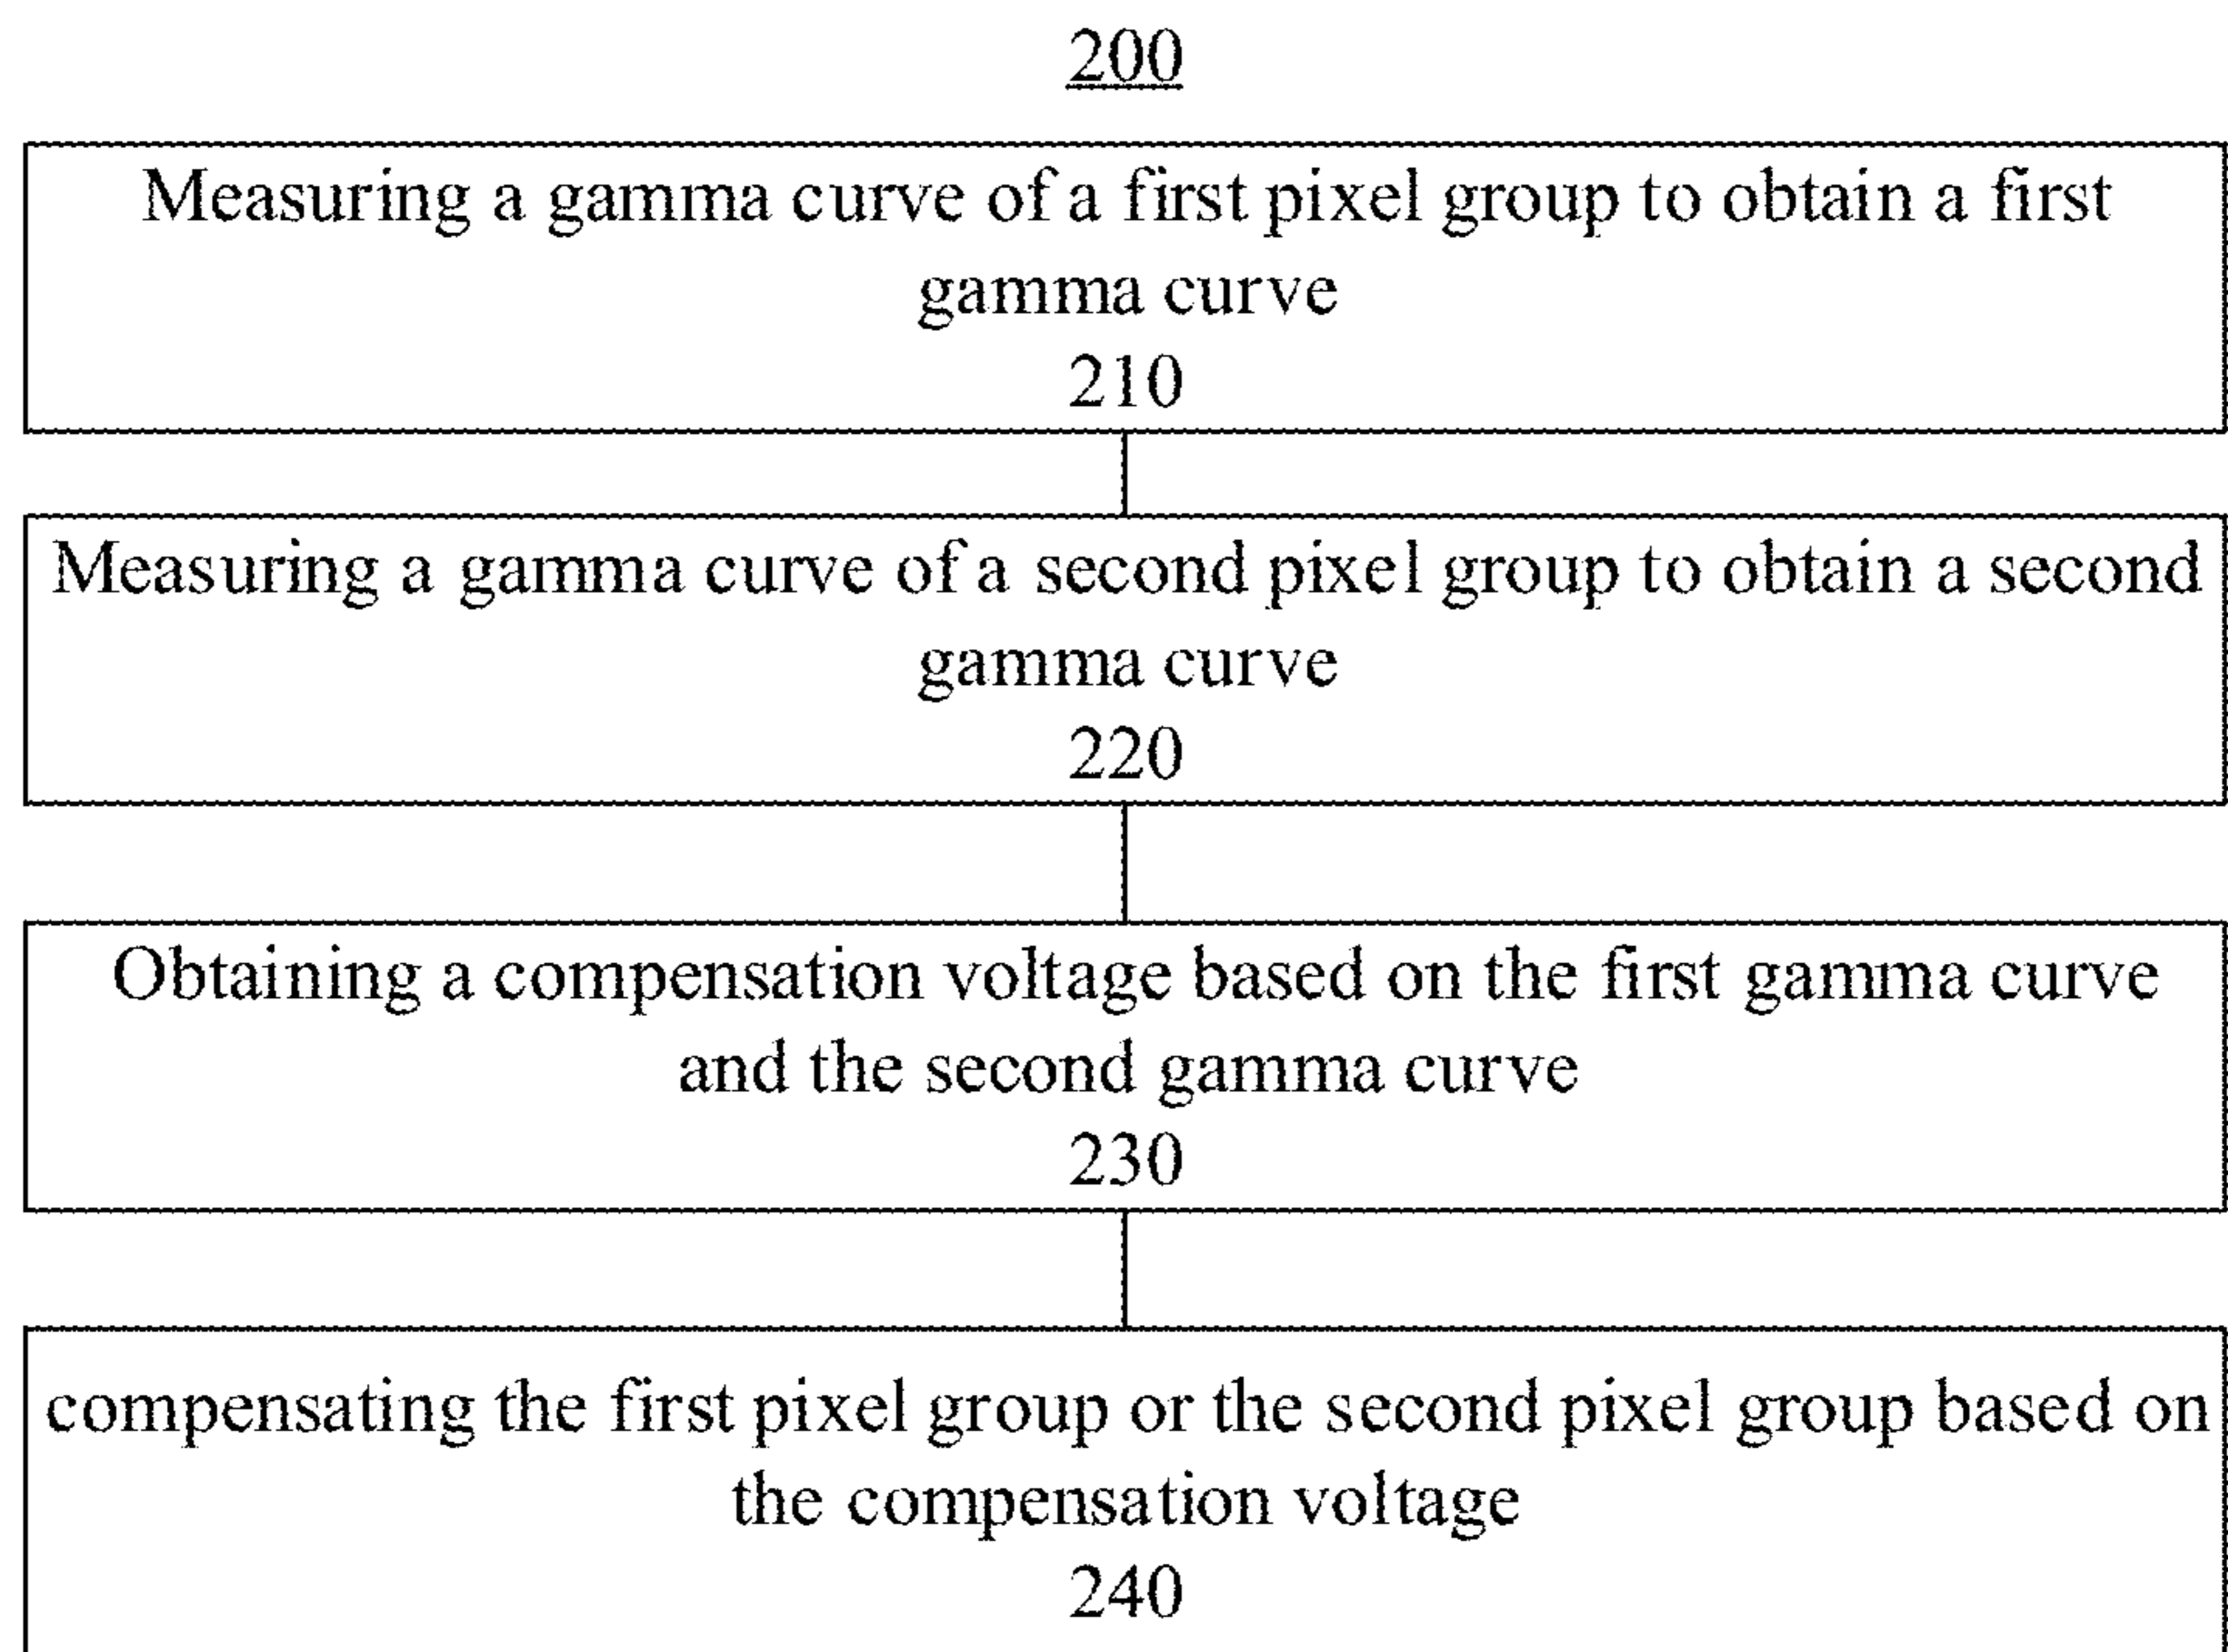 200
Measuring a gamma curve of a first pixel group to obtain a first
gamma curve
210
Measuring a gamma curve of a second pixel group to obtain a second
gamma curve
220
Obtaining a compensation voltage based on the first gamma curve
and the second gamma curve
230
compensating the first pixel group or the second pixel group based on
the compensation voltage
240